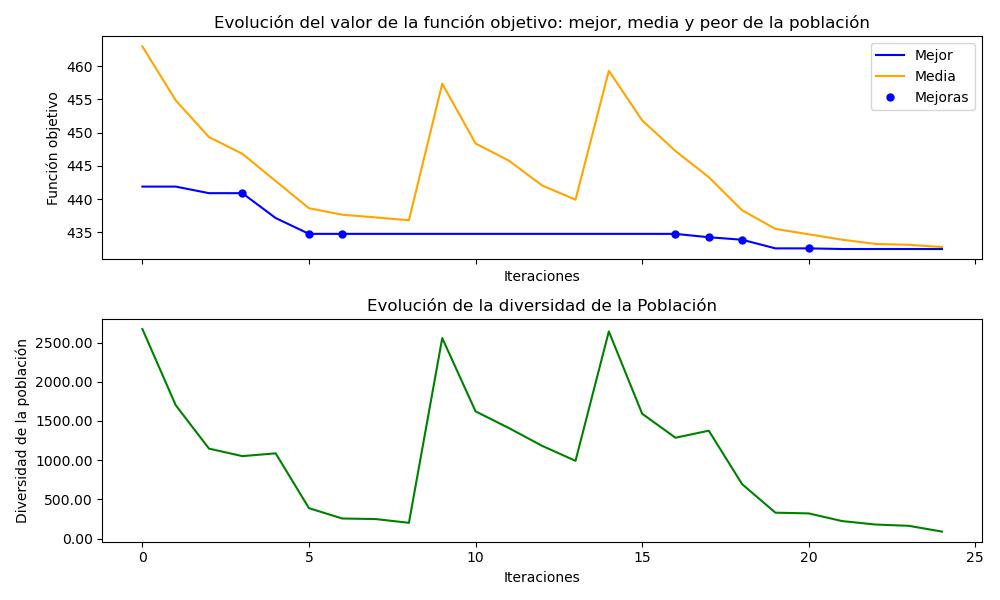 Evolución del valor de la función objetivo: mejor, media y peor de la población
Función objetivo
460
455
450
445
440
435
Mejor
Media
Mejoras
Iteraciones
Evolución de la diversidad de la Población
Diversidad de la población
2500.00
2000.00
1500.00
1000.00
500.00
0.00
0 5 10 15 20 25
Iteraciones